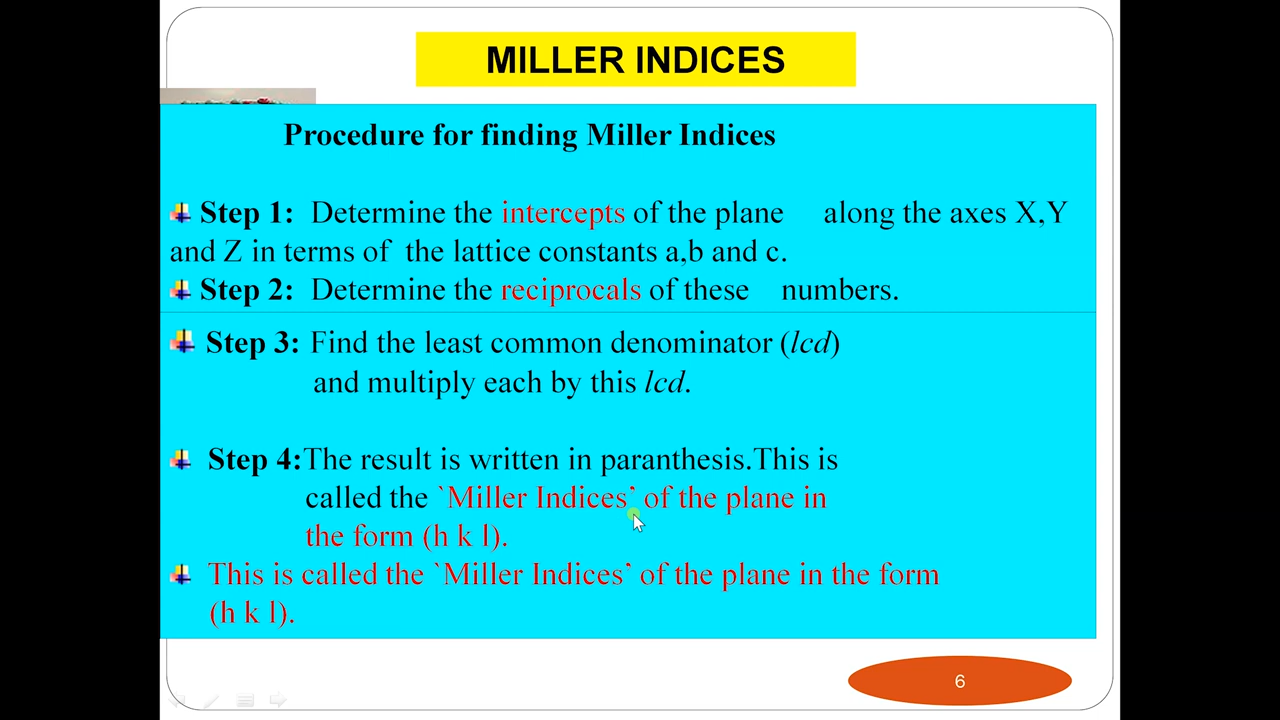 MILLER INDICES
Procedure for finding Miller Indices
Step 1: Determine the intercepts of the plane along the axes X,Y
and Z in terms of the lattice constants a,b and c.
Step 2: Determine the reciprocals of these numbers.
Step 3: Find the least common denominator (lcd)
and multiply each by this lcd.
Step 4:The result is written in paranthesis.This is
called the `Miller Indices’ of the plane in
the form (h k l).
This is called the `Miller Indices’ of the plane in the form
(h k l).
6